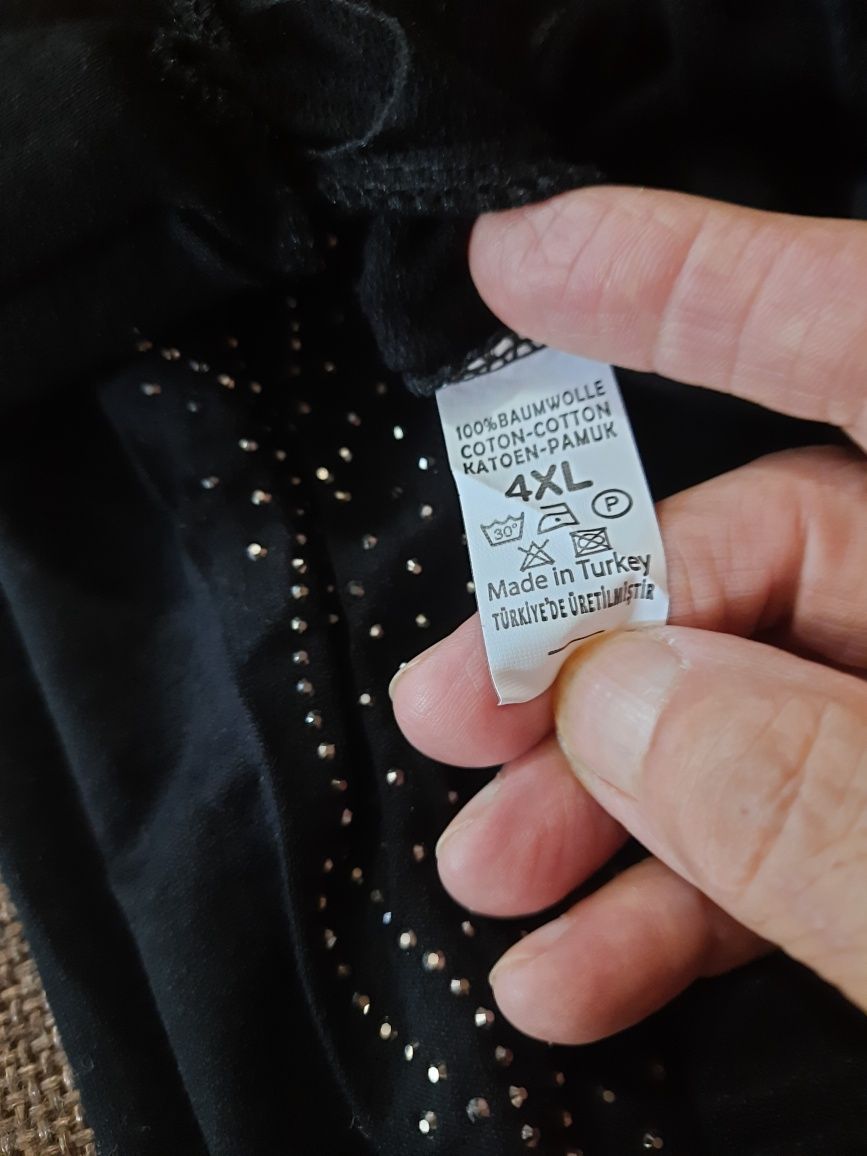 100%BAUMWOLLE
COTON-COTTON
KATOEN-PAMUK
4XL
30° P
Made in Turkey
TÜRKİYE'DE ÜRETİLMİŞTİR